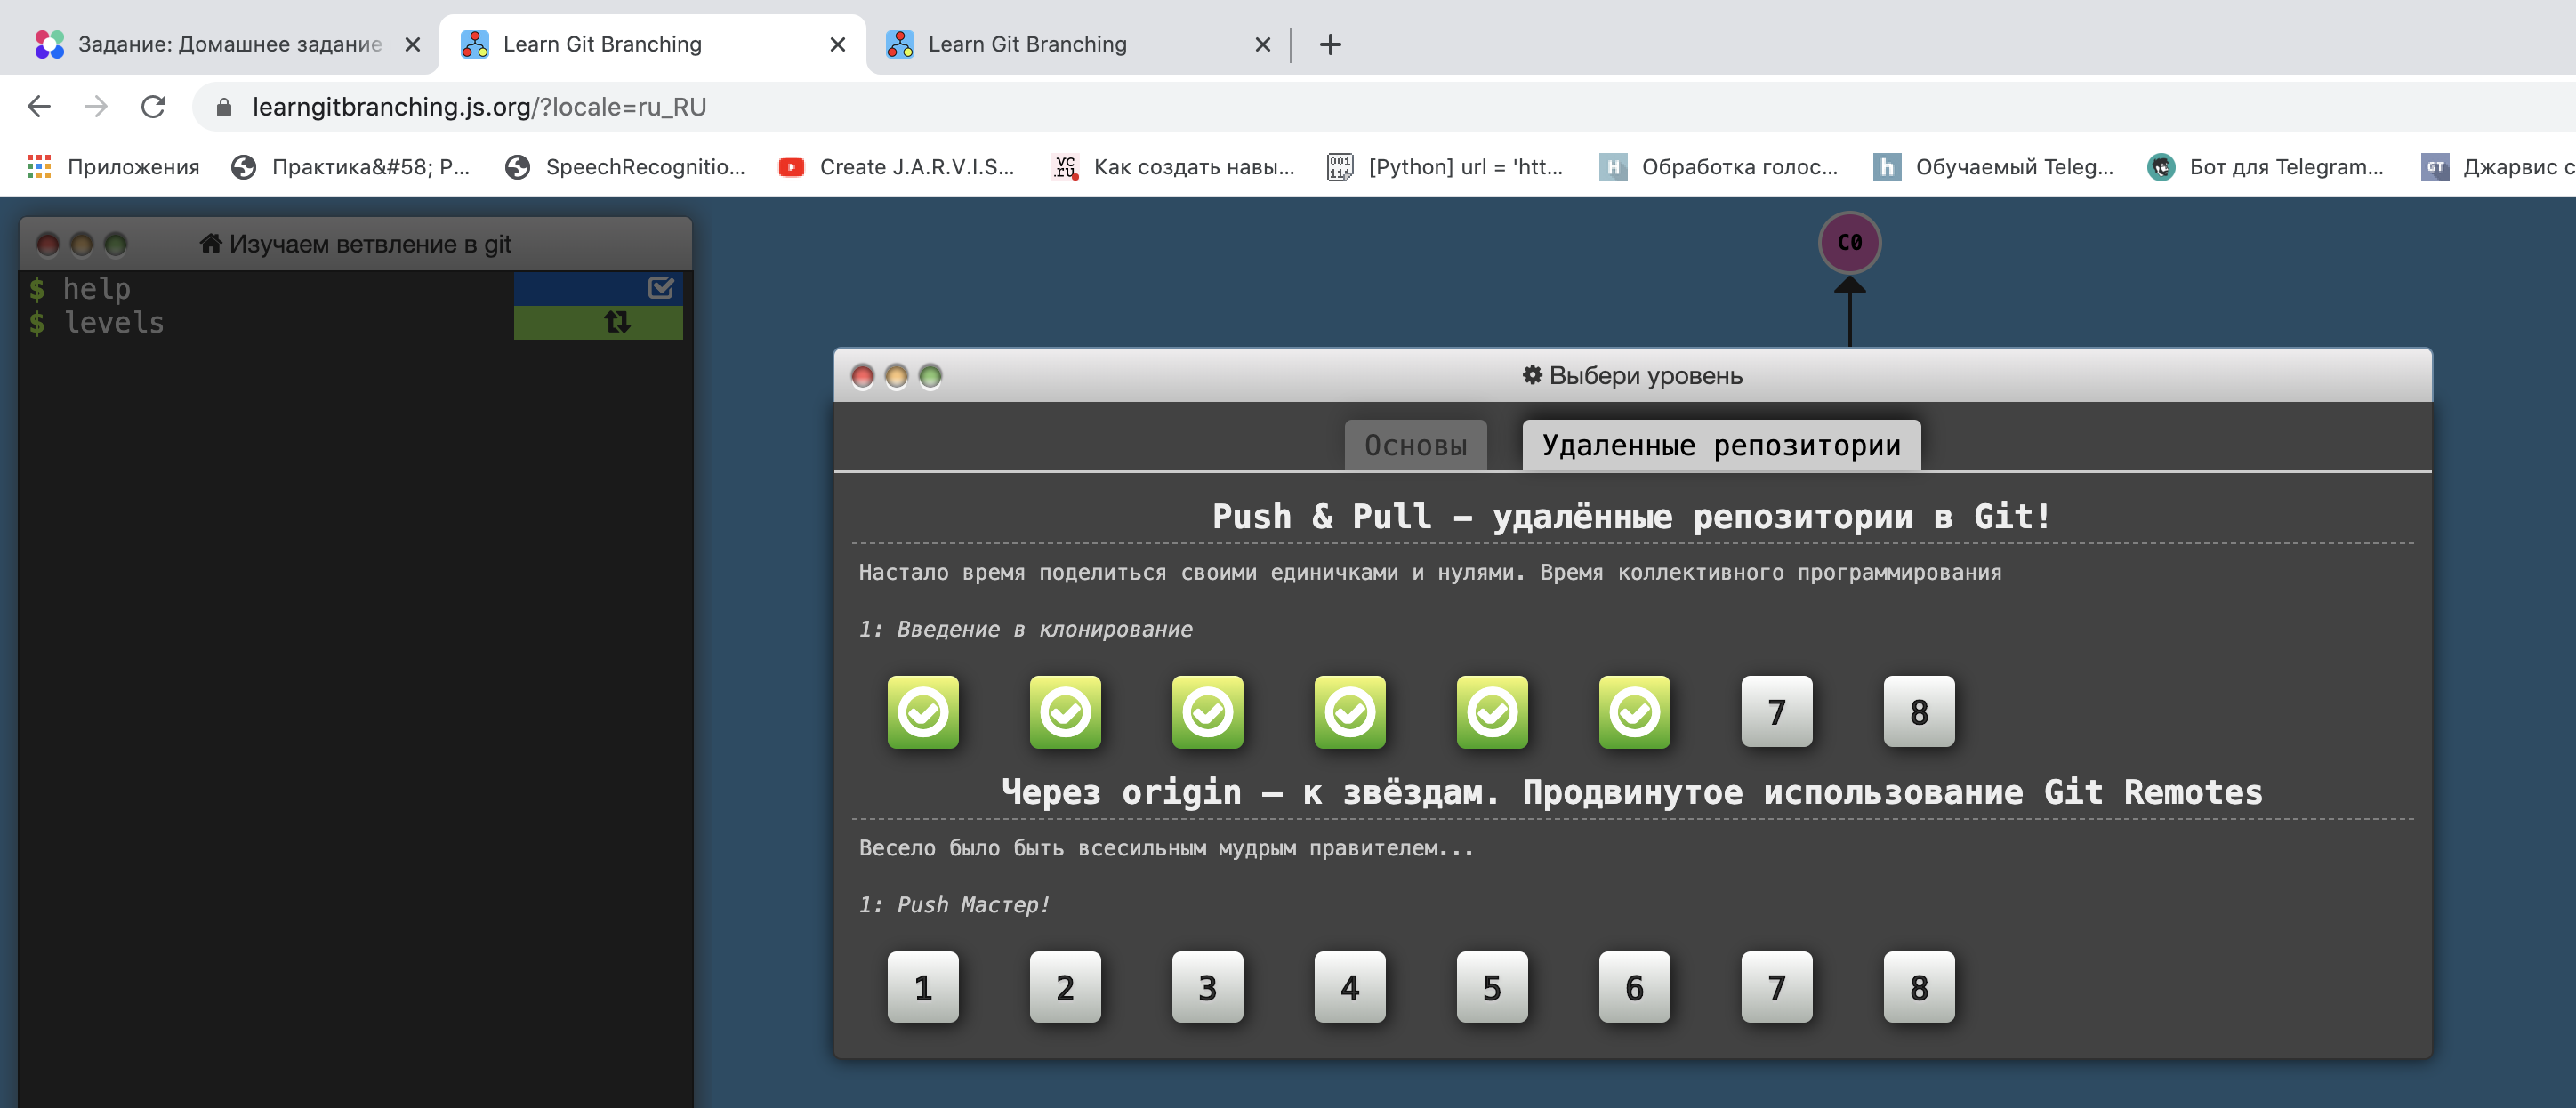 Задание: Домашнее задание
Learn Git Branching
Learn Git Branching
learngitbranching.js.org/?locale=ru_RU
Приложения
Практика&#58; P...
SpeechRecognitio...
Create J.A.R.V.I.S...
Как создать навы...
[Python] url = 'htt...
Обработка голос...
Обучаемый Teleg...
Бот для Telegram...
Джарвис с
Изучаем ветвление в git
$ help
$ levels
C0
Выбери уровень
Основы
Удаленные репозитории
Push & Pull – удалённые репозитории в Git!
Настало время поделиться своими единичками и нулями. Время коллективного программирования
1: Введение в клонирование
7 8
Через origin – к звёздам. Продвинутое использование Git Remotes
Весело было быть всесильным мудрым правителем...
1: Push Мастер!
1 2 3 4 5 6 7 8